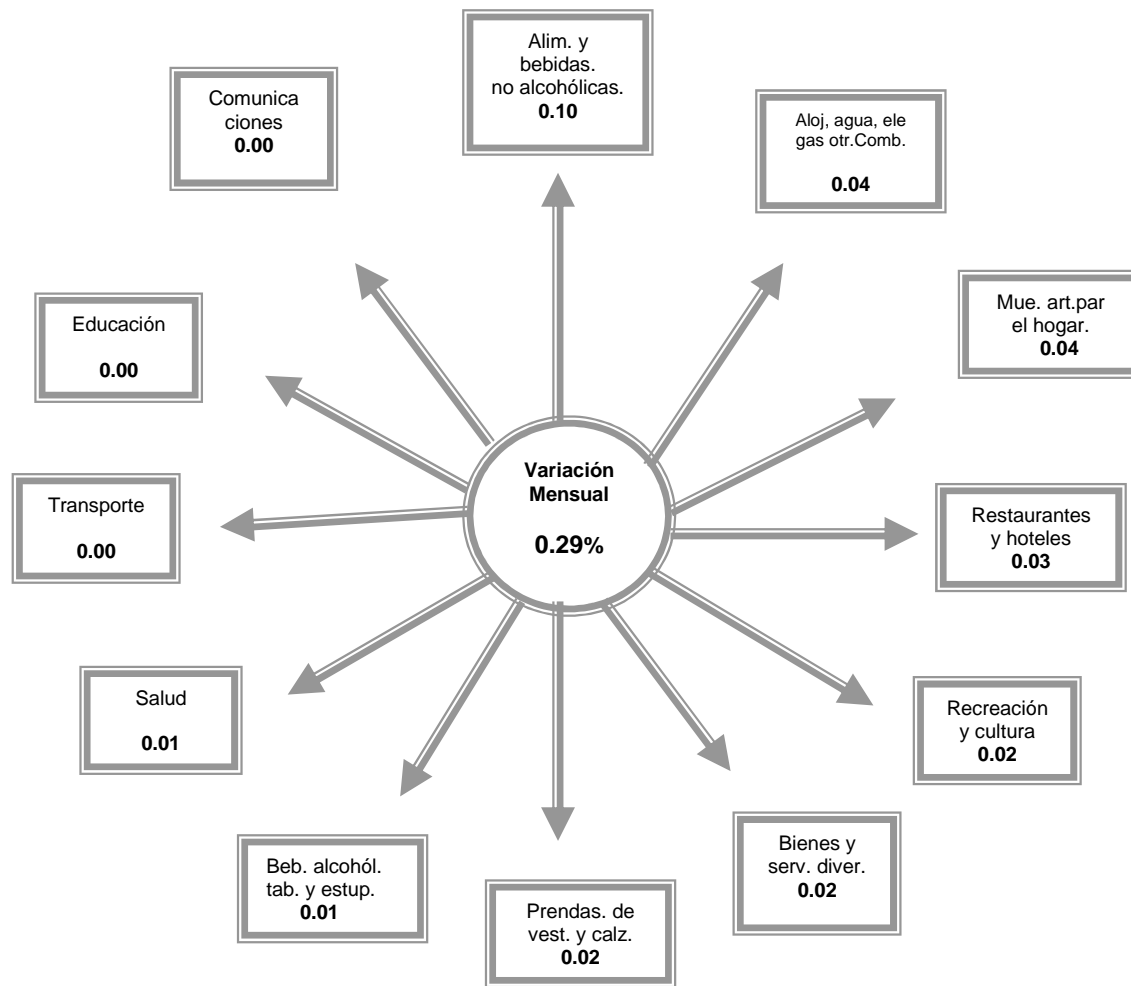 Alim. y
bebidas.
no alcohólicas.
0.10
Comunica
ciones
0.00
Aloj, agua, ele
gas otr.Comb.
0.04
Mue. art.par
el hogar.
0.04
Educación
0.00
Variación
Mensual
0.29%
Transporte
0.00
Restaurantes
y hoteles
0.03
Salud
0.01
Recreación
y cultura
0.02
Beb. alcohól.
tab. y estup.
0.01
Prendas. de
vest. y calz.
0.02
Bienes y
serv. diver.
0.02